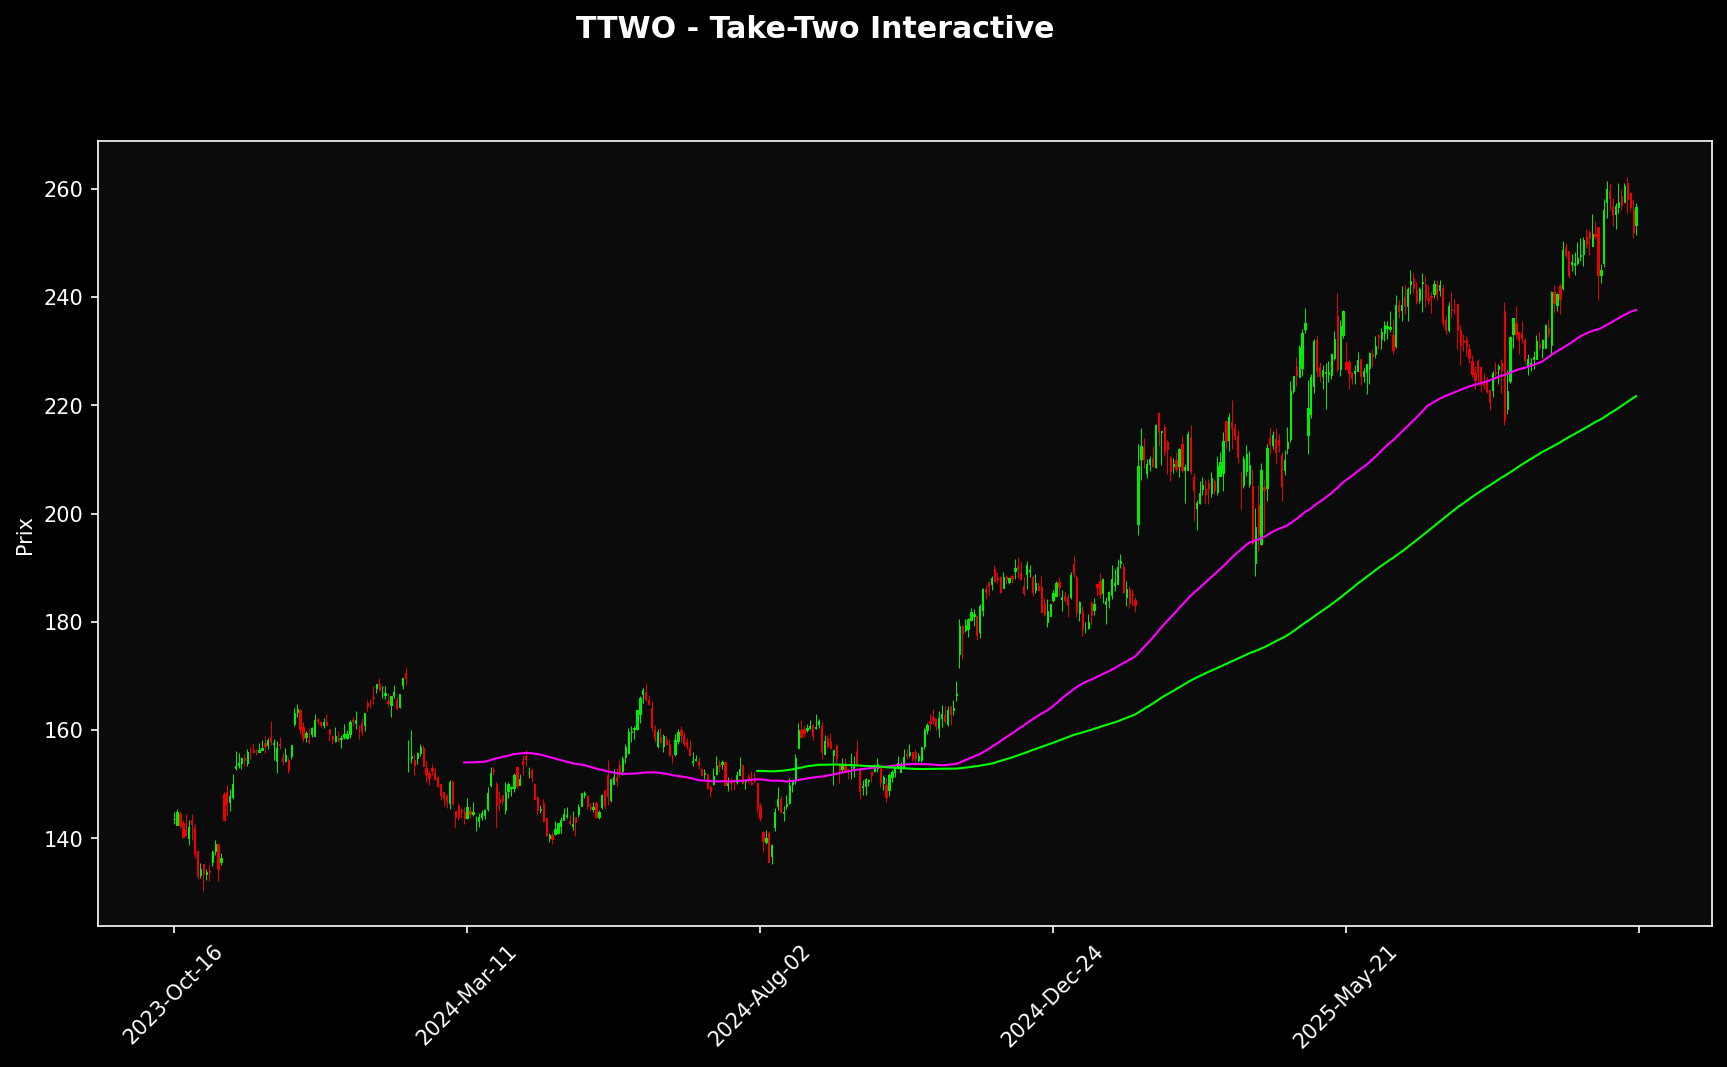 TTWO - Take-Two Interactive
Prix
260
240
220
200
180
160
140
2023-Oct-16
2024-Mar-11
2024-Aug-02
2024-Dec-24
2025-May-21